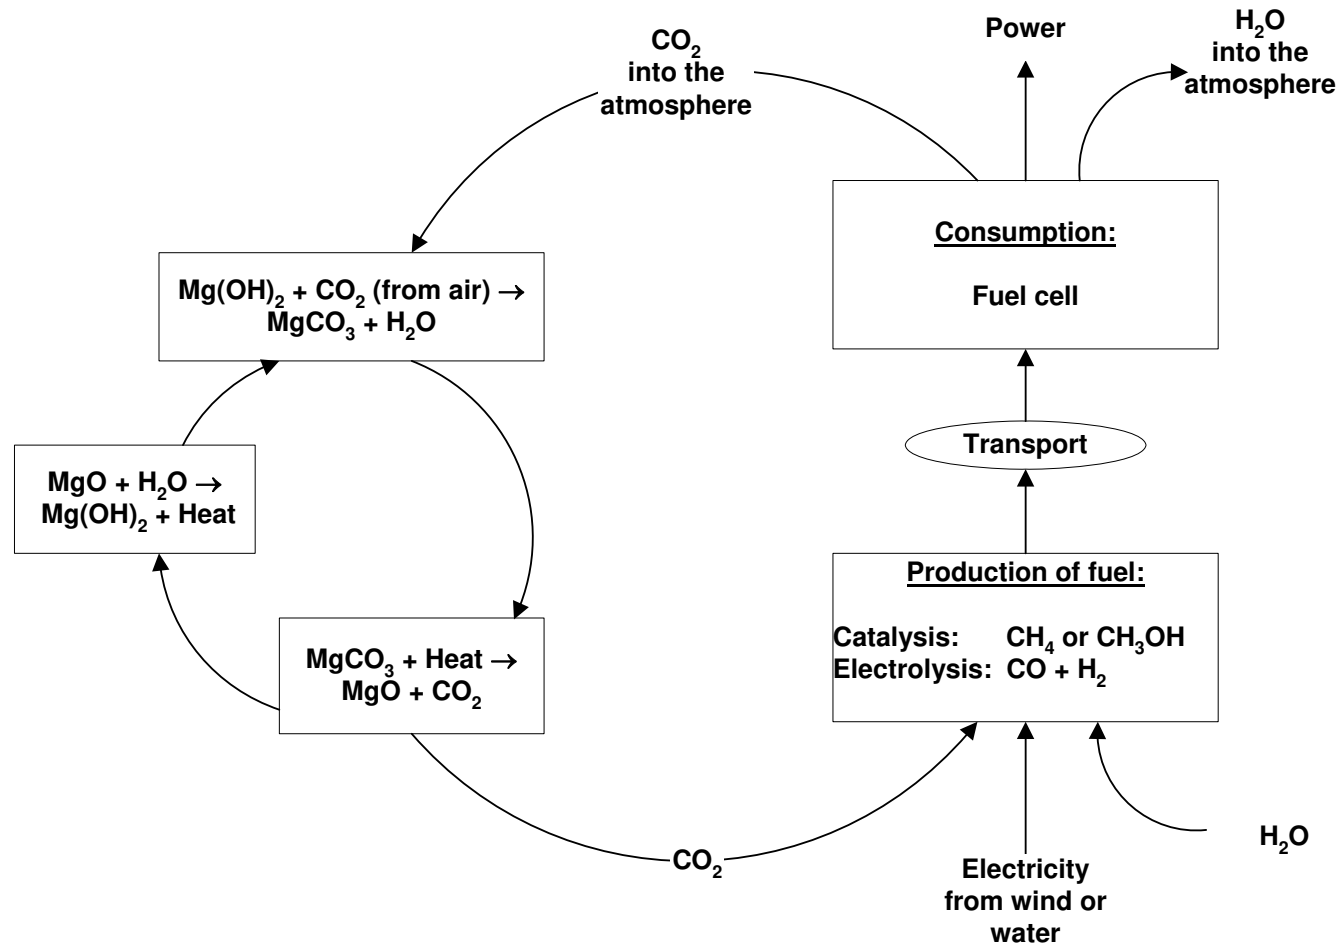 CO₂
into the
atmosphere
Power
H₂O
into the
atmosphere
Consumption:
Fuel cell
Mg(OH)₂ + CO₂ (from air) →
MgCO₃ + H₂O
Transport
MgO + H₂O →
Mg(OH)₂ + Heat
Production of fuel:
Catalysis: CH₄ or CH₃OH
Electrolysis: CO + H₂
MgCO₃ + Heat →
MgO + CO₂
CO₂
H₂O
Electricity
from wind or
water